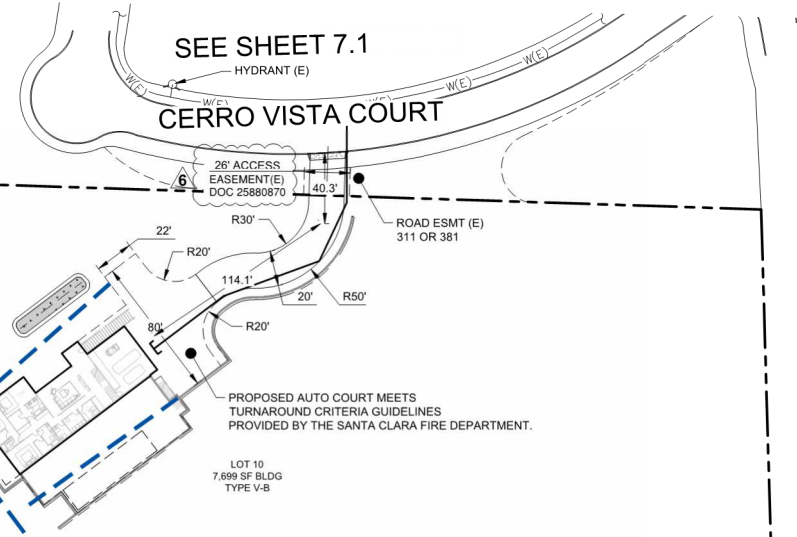 SEE SHEET 7.1
HYDRANT (E)
W(E)
W(E)
W(E)
W(E)
W(E)
CERRO VISTA COURT
26' ACCESS
EASEMENT(E)
DOC 25880870
6
40.3'
ROAD ESMT (E)
311 OR 381
22'
R30'
R20'
114.1'
20'
R50'
80'
R20'
PROPOSED AUTO COURT MEETS
TURNAROUND CRITERIA GUIDELINES
PROVIDED BY THE SANTA CLARA FIRE DEPARTMENT.
LOT 10
7,699 SF BLDG
TYPE V-B